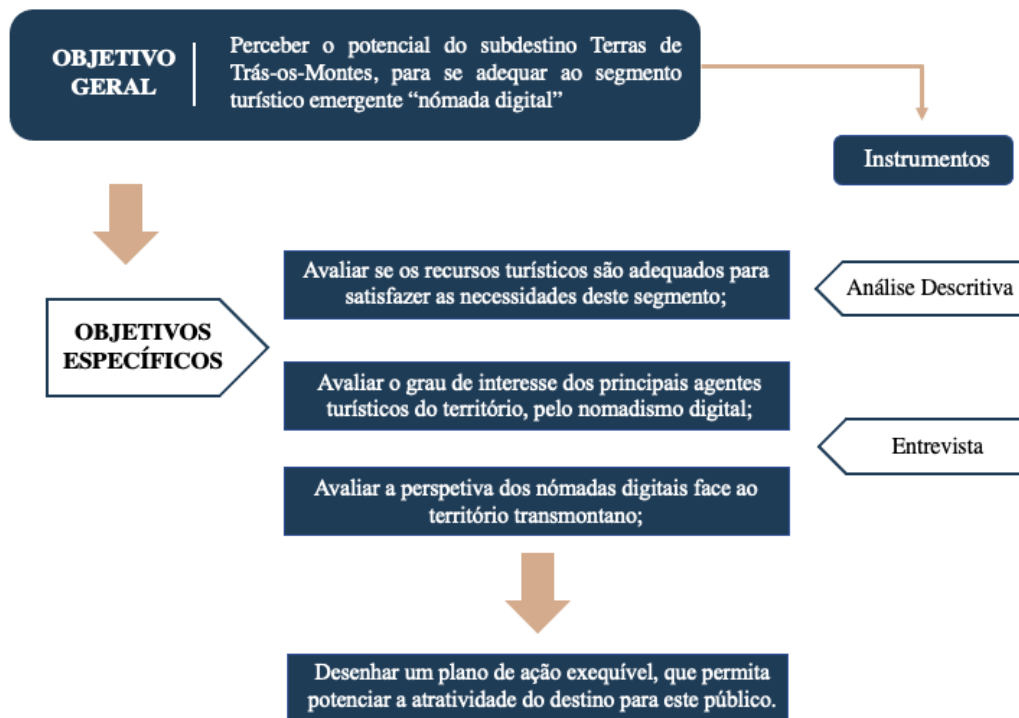 OBJETIVO
GERAL
Perceber o potencial do subdestino Terras de
Trás-os-Montes, para se adequar ao segmento
turístico emergente “nómada digital”
Instrumentos
OBJETIVOS
ESPECÍFICOS
Avaliar se os recursos turísticos são adequados para
satisfazer as necessidades deste segmento;
Análise Descritiva
Avaliar o grau de interesse dos principais agentes
turísticos do território, pelo nomadismo digital;
Entrevista
Avaliar a perspetiva dos nómadas digitais face ao
território transmontano;
Desenhar um plano de ação exequível, que permita
potenciar a atratividade do destino para este público.